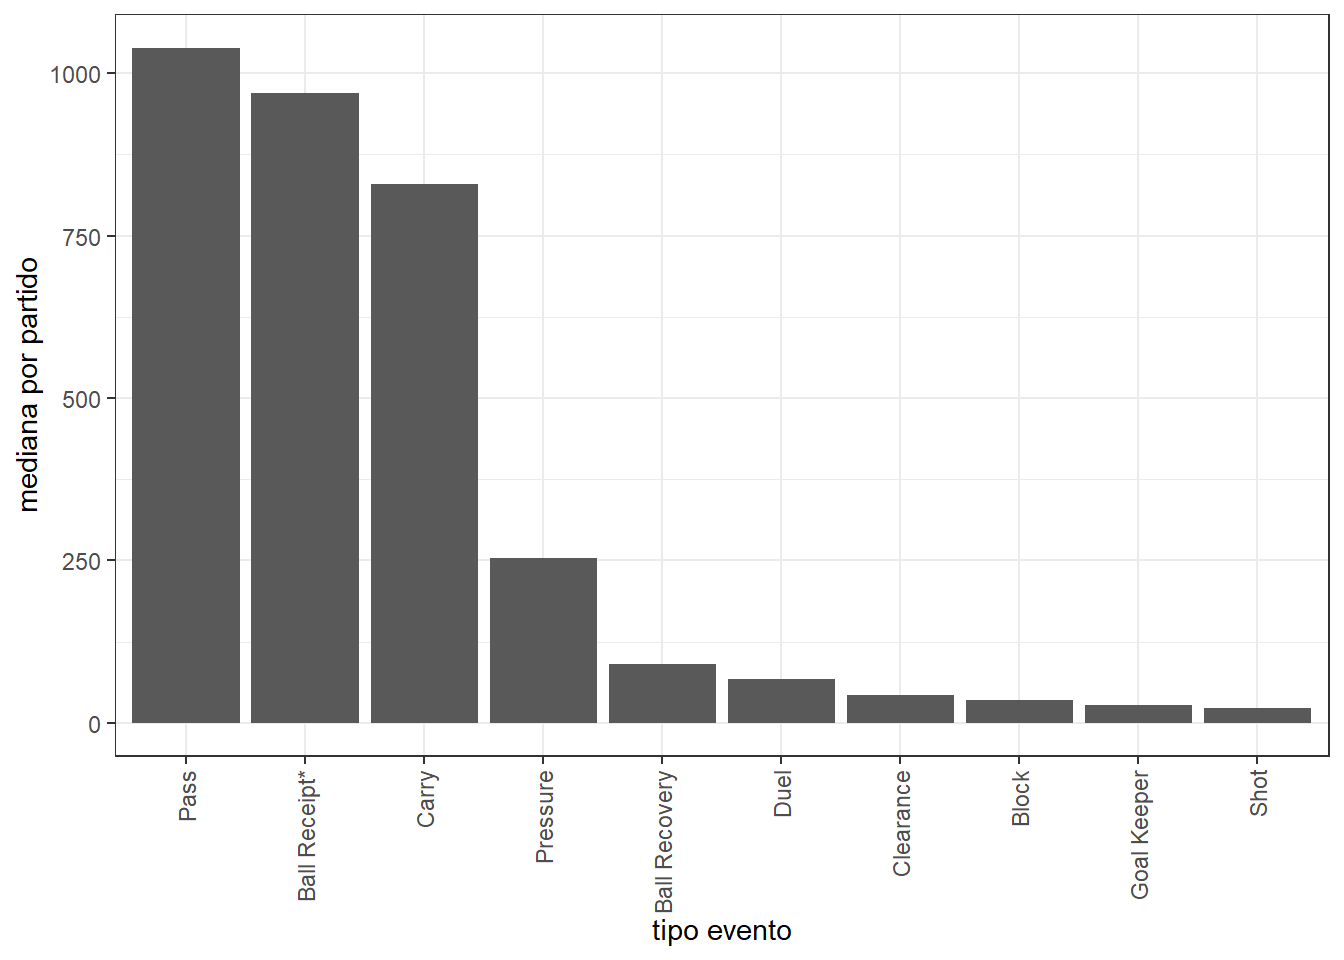 mediana por partido
1000
750
500
250
0
Pass
Ball Receipt*
Carry
Pressure
Ball Recovery
Duel
Clearance
Block
Goal Keeper
Shot
tipo evento